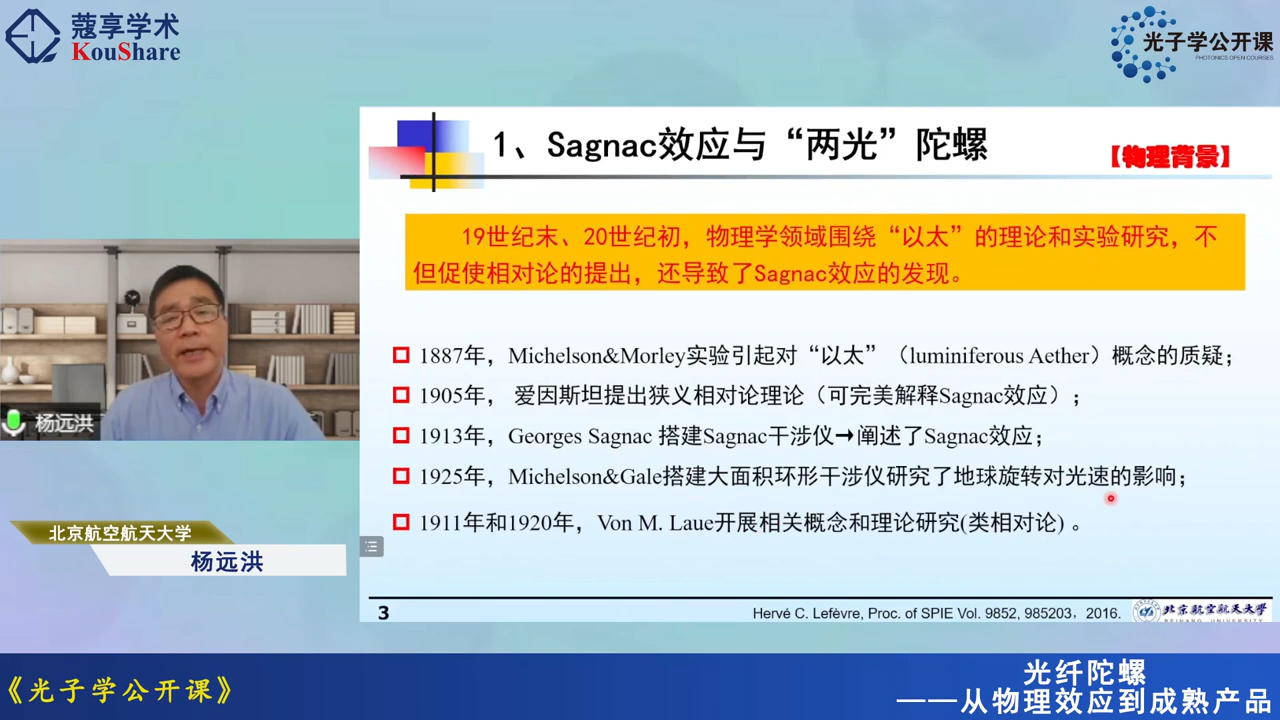 蔻享学术
KouShare
光子学公开课
PHOTONICS OPEN COURSES
1、Sagnac效应与“两光”陀螺
【物理背景】
19世纪末、20世纪初，物理学领域围绕“以太”的理论和实验研究，不
但促使相对论的提出，还导致了Sagnac效应的发现。
1887年，Michelson&Morley实验引起对“以太”（luminiferous Aether）概念的质疑；
1905年， 爱因斯坦提出狭义相对论理论（可完美解释Sagnac效应）；
1913年，Georges Sagnac 搭建Sagnac干涉仪→阐述了Sagnac效应；
1925年，Michelson&Gale搭建大面积环形干涉仪研究了地球旋转对光速的影响；
1911年和1920年，Von M. Laue开展相关概念和理论研究(类相对论) 。
杨远洪
北京航空航天大学
杨远洪
3
Hervé C. Lefèvre, Proc. of SPIE Vol. 9852, 985203，2016.
北京航空航天大学
BEIHANG UNIVERSITY
《光子学公开课》
光纤陀螺
——从物理效应到成熟产品